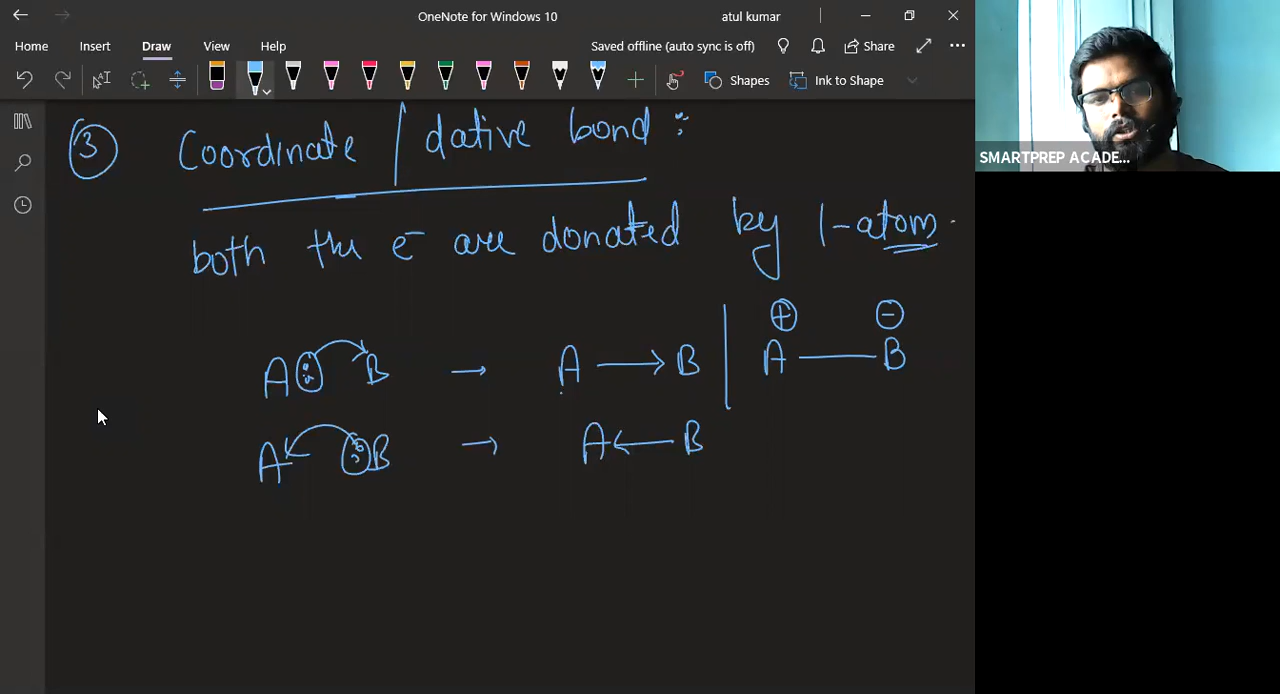 OneNote for Windows 10
atul kumar
Home Insert Draw View Help
Saved offline (auto sync is off)
Share
Shapes
Ink to Shape
SMARTPREP ACADE...
3 Coordinate / dative bond :
both the e- are donated by 1-atom.
A : B → A → B | A — B
+ -
A : B → A ← B